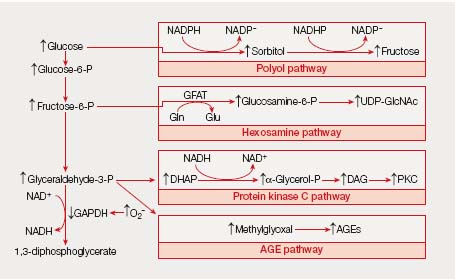 NADPH NADP- NADHP NADP-
↑Glucose ↑Sorbitol ↑Fructose
Polyol pathway
↑Glucose-6-P
GFAT
↑Fructose-6-P ↑Glucosamine-6-P ↑UDP-GlcNAc
Gln Glu
Hexosamine pathway
NADH NAD+
↑Glyceraldehyde-3-P ↑DHAP ↑α-Glycerol-P ↑DAG ↑PKC
Protein kinase C pathway
NAD+
↓GAPDH ↑O2-
NADH
↑Methylglyoxal ↑AGEs
AGE pathway
1,3-diphosphoglycerate